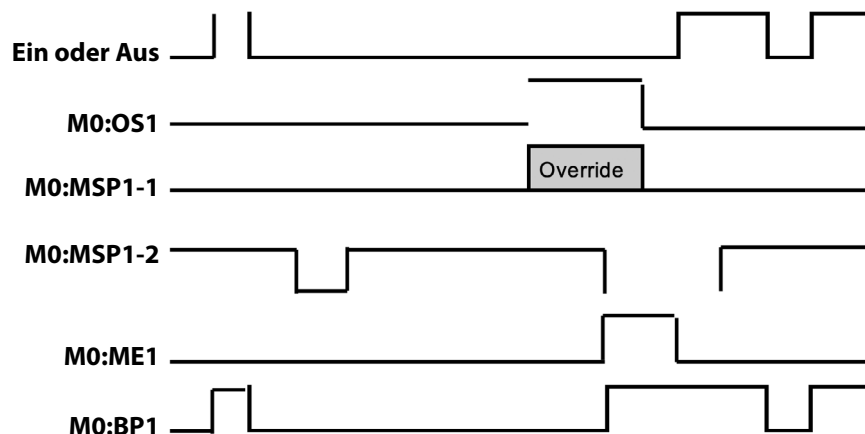 Ein oder Aus
M0:OS1
Override
M0:MSP1-1
M0:MSP1-2
M0:ME1
M0:BP1